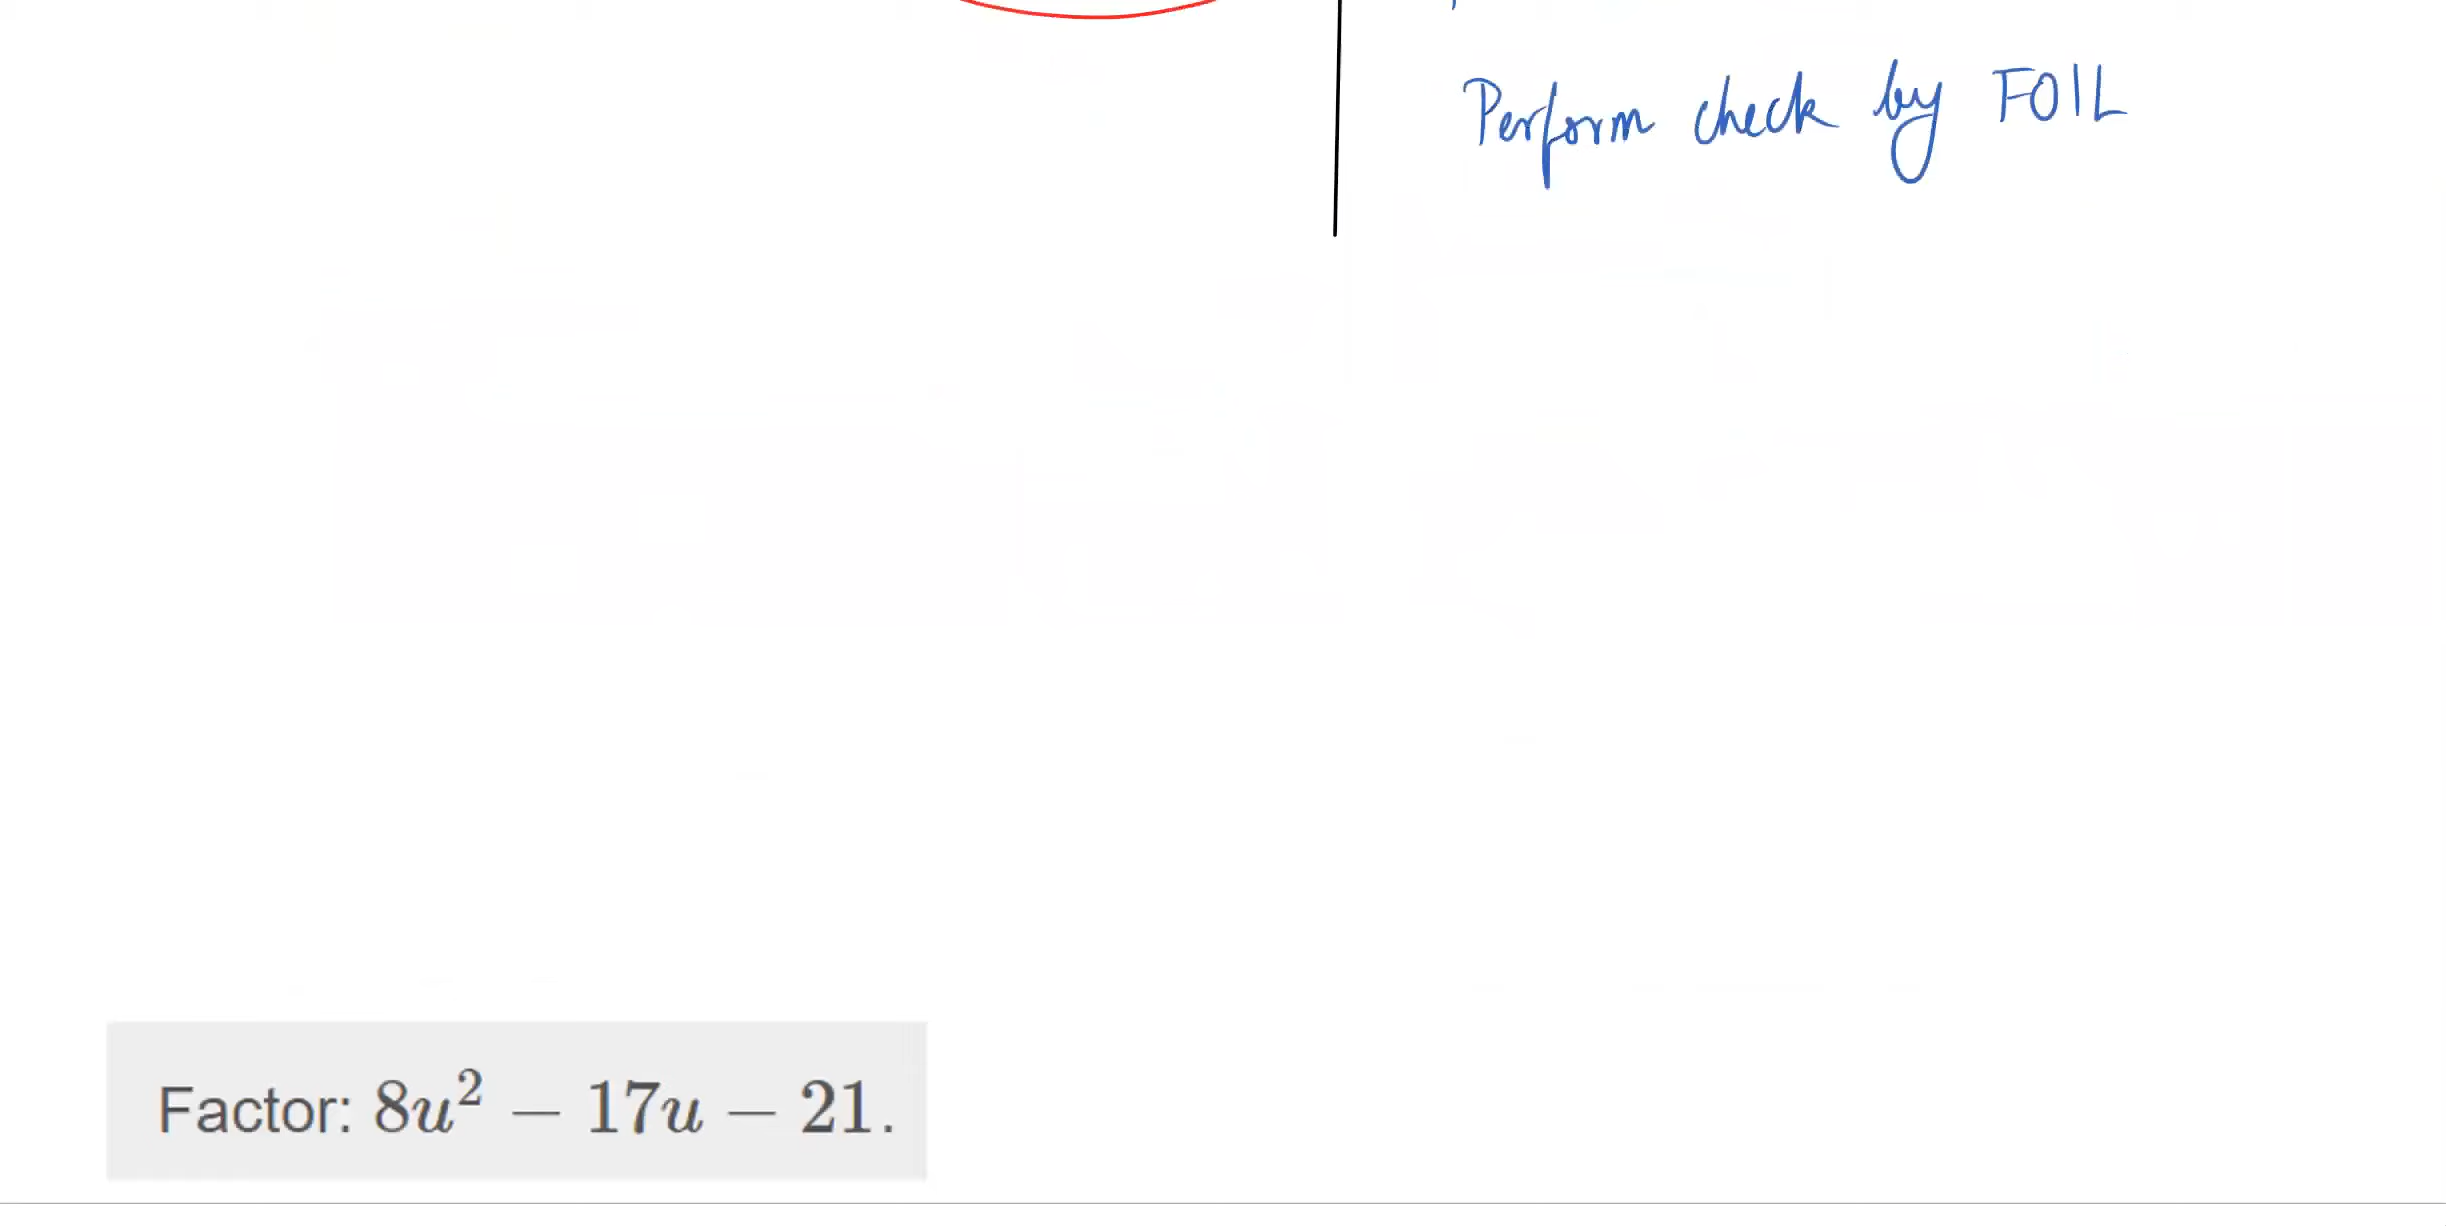 Perform check by FOIL
Factor: 8u² − 17u − 21.